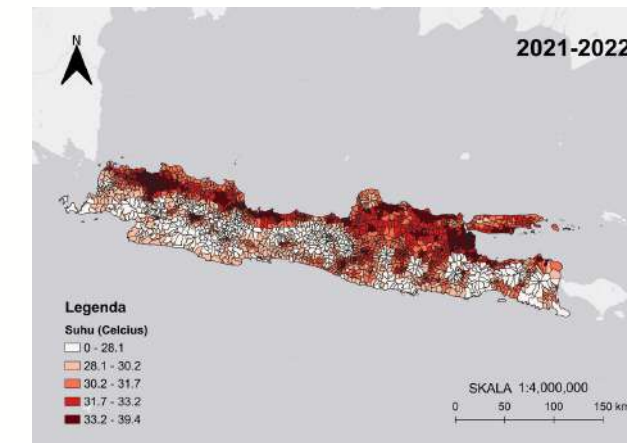 N
2021-2022
Legenda
Suhu (Celcius)
0 - 28.1
28.1 - 30.2
30.2 - 31.7
31.7 - 33.2
33.2 - 39.4
SKALA 1:4,000,000
0 50 100 150 km